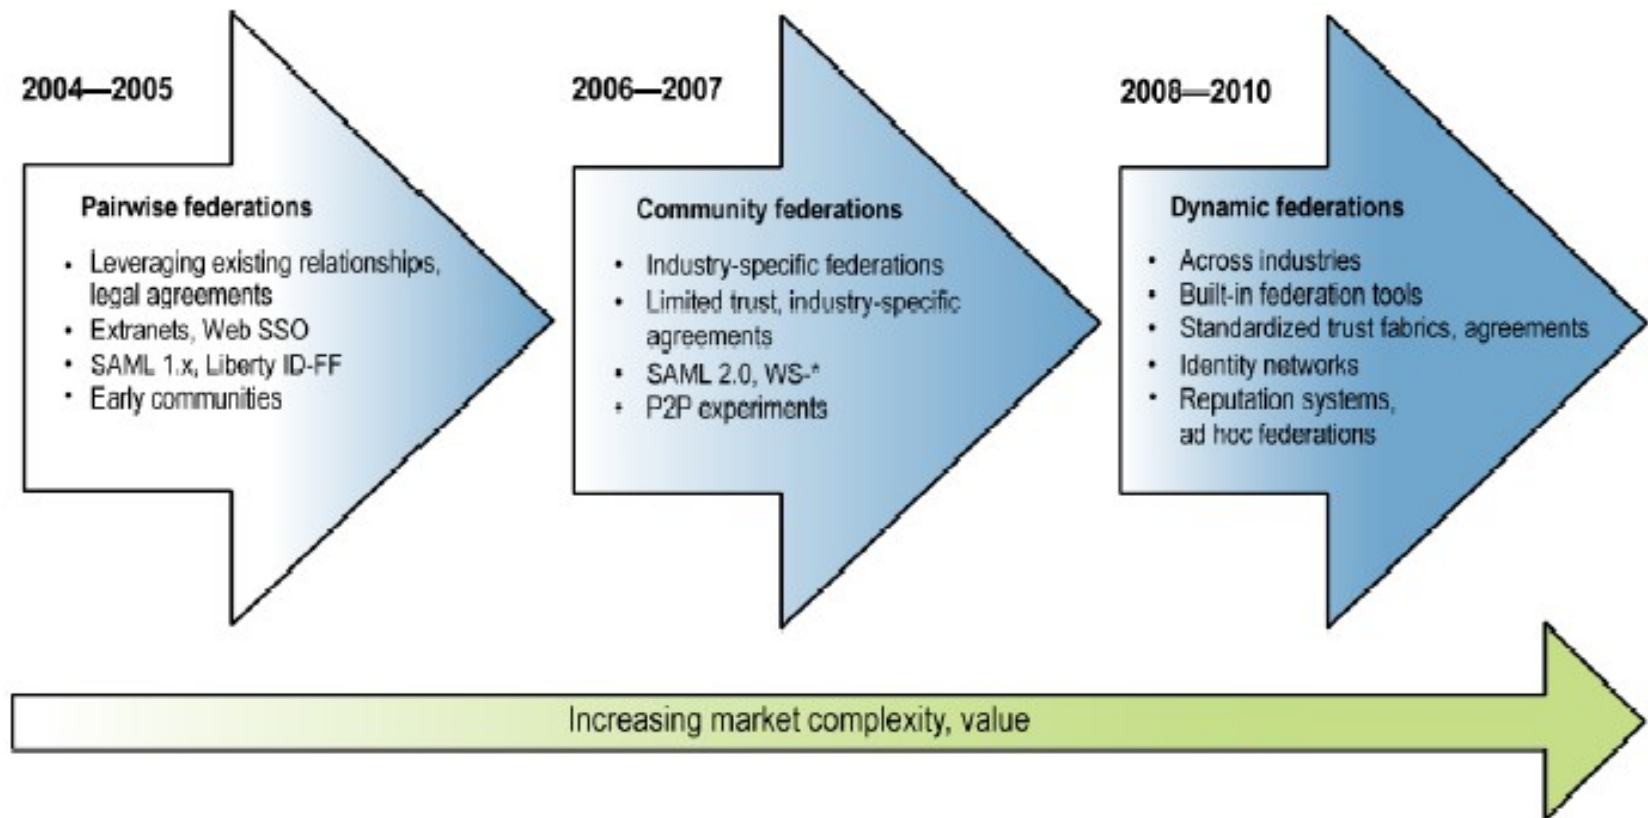 2004—2005
Pairwise federations
• Leveraging existing relationships,
legal agreements
• Extranets, Web SSO
• SAML 1.x, Liberty ID-FF
• Early communities
2006—2007
Community federations
• Industry-specific federations
• Limited trust, industry-specific
agreements
• SAML 2.0, WS-*
• P2P experiments
2008—2010
Dynamic federations
• Across industries
• Built-in federation tools
• Standardized trust fabrics, agreements
• Identity networks
• Reputation systems,
ad hoc federations
Increasing market complexity, value